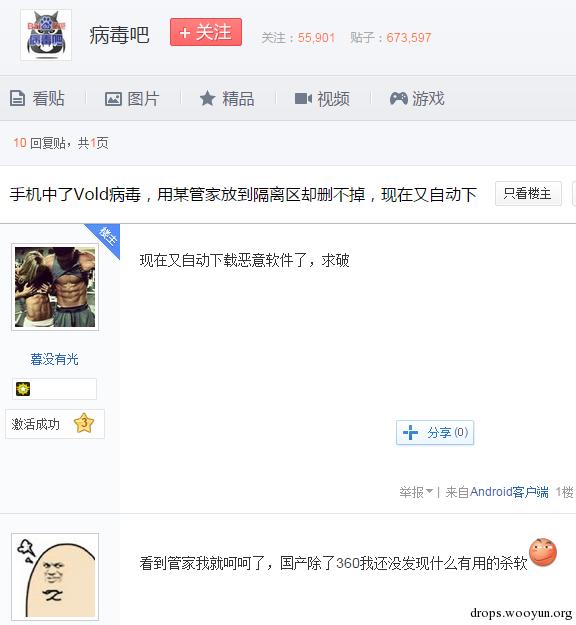 病毒吧
病毒吧 + 关注 关注：55,901 贴子：673,597
看贴 图片 精品 视频 游戏
10 回复贴，共1页
手机中了Vold病毒，用某管家放到隔离区却删不掉，现在又自动下 只看楼主
楼主
现在又自动下载恶意软件了，求破
暮没有光
激活成功 3
分享(0)
举报 | 来自Android客户端 1楼
看到管家我就呵呵了，国产除了360我还没发现什么有用的杀软
drops.wooyun.org